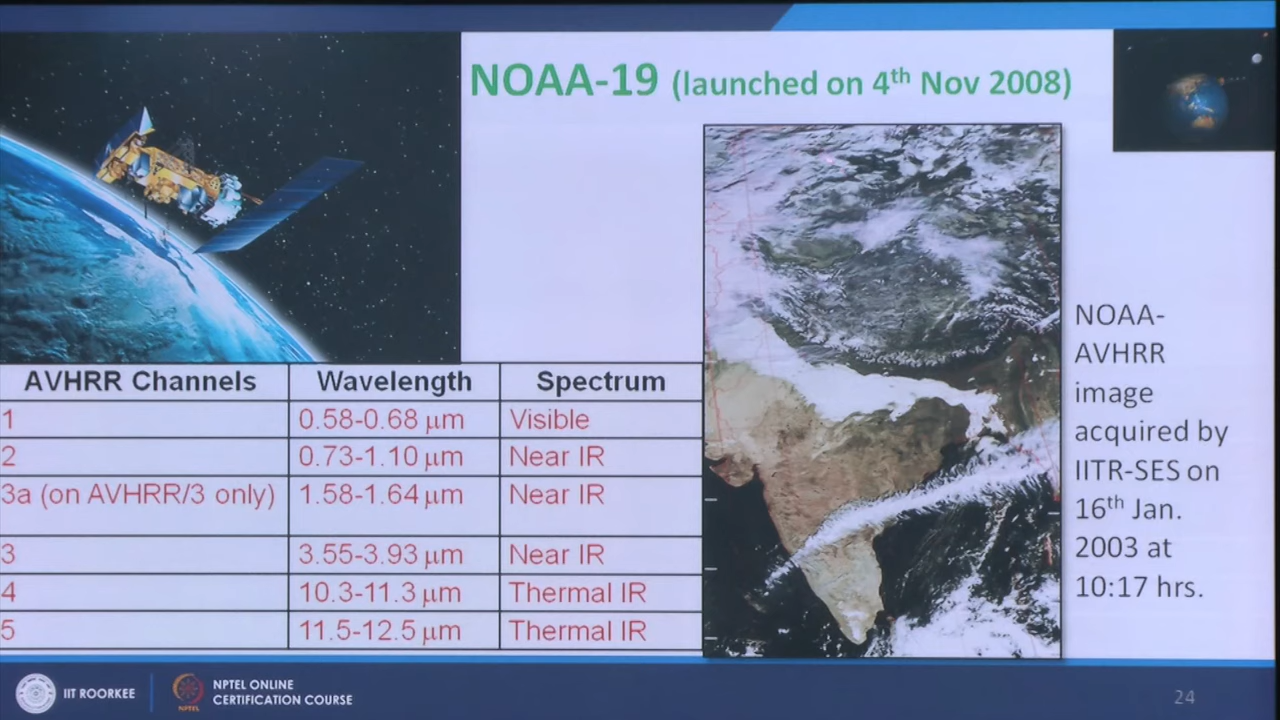 NOAA-19 (launched on 4th Nov 2008)
AVHRR Channels Wavelength Spectrum
1 0.58-0.68 μm Visible
2 0.73-1.10 μm Near IR
3a (on AVHRR/3 only) 1.58-1.64 μm Near IR
3 3.55-3.93 μm Near IR
4 10.3-11.3 μm Thermal IR
5 11.5-12.5 μm Thermal IR
NOAA-
AVHRR
image
acquired by
IITR-SES on
16th Jan.
2003 at
10:17 hrs.
IIT ROORKEE
NPTEL
NPTEL ONLINE
CERTIFICATION COURSE
24